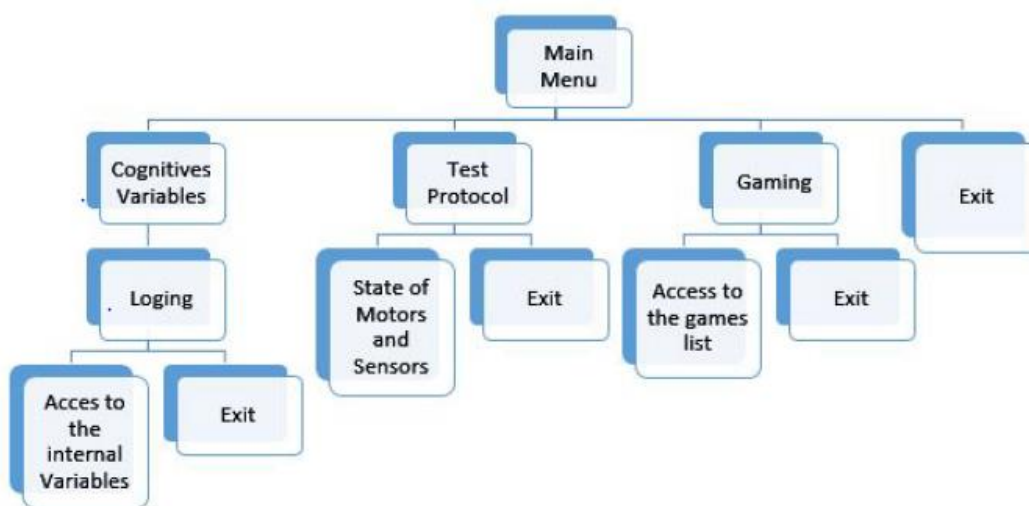 Main
Menu
Cognitives
Variables
Test
Protocol
Gaming
Exit
Loging
State of
Motors
and
Sensors
Exit
Access to
the games
list
Exit
Acces to
the
internal
Variables
Exit